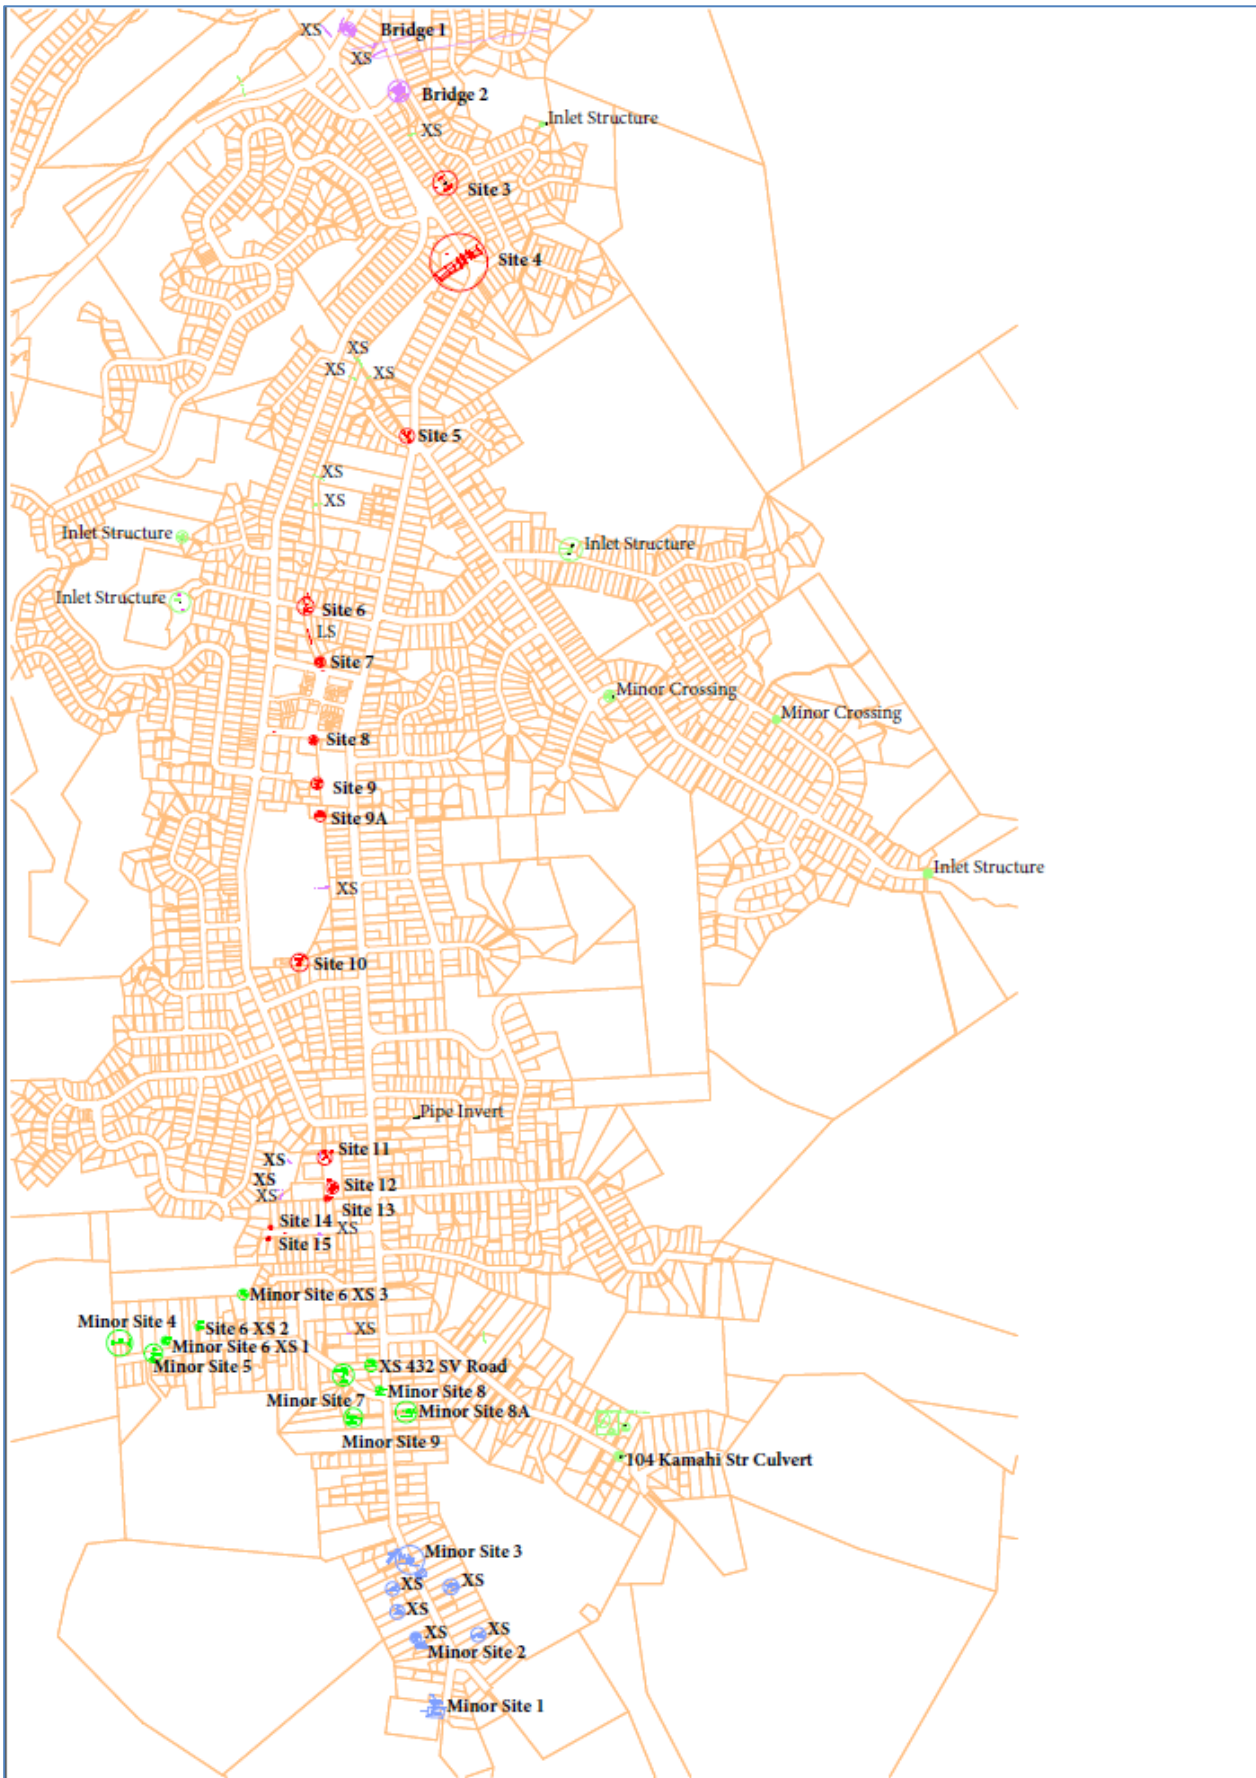 XS
Bridge 1
XS
Bridge 2
Inlet Structure
XS
Site 3
Site 4
XS
XS
XS
Site 5
XS
XS
Inlet Structure
Inlet Structure
Inlet Structure
Site 6
LS
Site 7
Minor Crossing
Minor Crossing
Site 8
Site 9
Site 9A
Inlet Structure
XS
Site 10
Pipe Invert
Site 11
XS
XS
Site 12
XS
Site 13
Site 14
XS
Site 15
Minor Site 6 XS 3
Minor Site 4
Site 6 XS 2
XS
Minor Site 6 XS 1
Minor Site 5
XS 432 SV Road
Minor Site 8
Minor Site 7
Minor Site 8A
Minor Site 9
104 Kamahi Str Culvert
Minor Site 3
XS
XS
XS
XS
XS
Minor Site 2
Minor Site 1